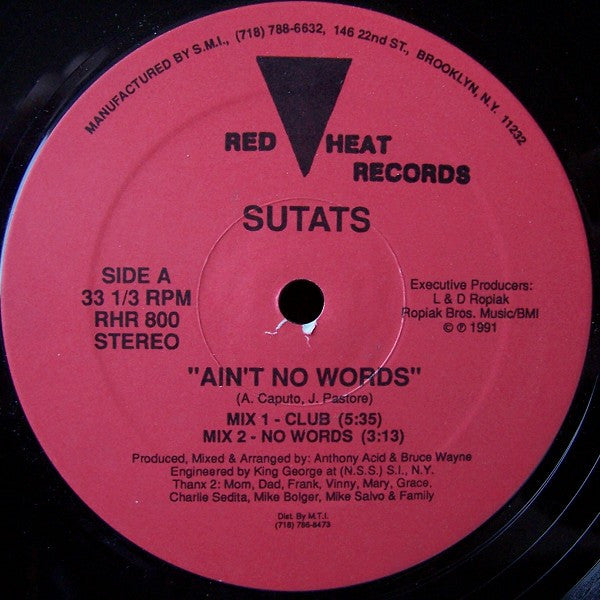 MANUFACTURED BY S.M.I., (718) 788-6632, 146 22nd ST., BROOKLYN, N.Y. 11232
RED HEAT
RECORDS
SUTATS
SIDE A
33 1/3 RPM
RHR 800
STEREO
Executive Producers:
L & D Ropiak
Ropiak Bros. Music/BMI
© ℗ 1991
"AIN'T NO WORDS"
(A. Caputo, J. Pastore)
MIX 1 - CLUB (5:35)
MIX 2 - NO WORDS (3:13)
Produced, Mixed & Arranged by: Anthony Acid & Bruce Wayne
Engineered by King George at (N.S.S.) S.I., N.Y.
Thanx 2: Mom, Dad, Frank, Vinny, Mary, Grace,
Charlie Sedita, Mike Bolger, Mike Salvo & Family
Dist. By M.T.I.
(718) 786-8473